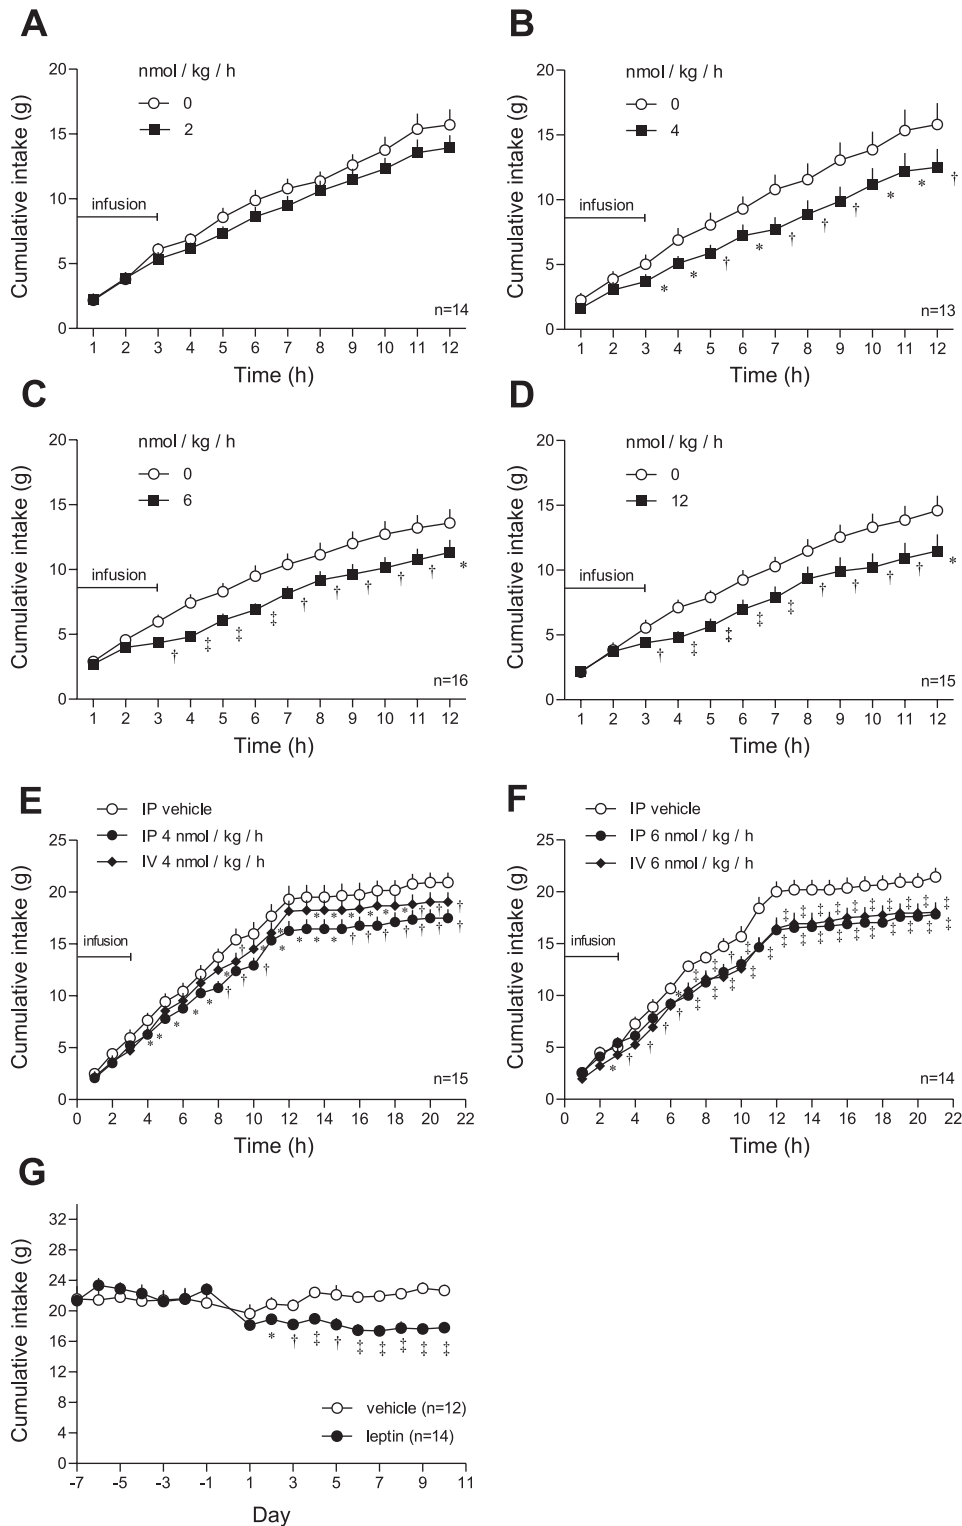 A
nmol / kg / h
0
2
Cumulative intake (g)
20
15
10
5
0
infusion
n=14
1 2 3 4 5 6 7 8 9 10 11 12
Time (h)
B
nmol / kg / h
0
4
Cumulative intake (g)
20
15
10
5
0
infusion
* * † * † † † * * †
n=13
1 2 3 4 5 6 7 8 9 10 11 12
Time (h)
C
nmol / kg / h
0
6
Cumulative intake (g)
20
15
10
5
0
infusion
† ‡ ‡ ‡ † † † † † *
n=16
1 2 3 4 5 6 7 8 9 10 11 12
Time (h)
D
nmol / kg / h
0
12
Cumulative intake (g)
20
15
10
5
0
infusion
† ‡ ‡ ‡ ‡ † † † † *
n=15
1 2 3 4 5 6 7 8 9 10 11 12
Time (h)
E
IP vehicle
IP 4 nmol / kg / h
IV 4 nmol / kg / h
Cumulative intake (g)
25
20
15
10
5
0
infusion
n=15
0 2 4 6 8 10 12 14 16 18 20 22
Time (h)
F
IP vehicle
IP 6 nmol / kg / h
IV 6 nmol / kg / h
Cumulative intake (g)
25
20
15
10
5
0
infusion
n=14
0 2 4 6 8 10 12 14 16 18 20 22
Time (h)
G
Cumulative intake (g)
32
28
24
20
16
12
8
4
0
* † ‡ † ‡ ‡ ‡ ‡ ‡
vehicle (n=12)
leptin (n=14)
-7 -5 -3 -1 1 3 5 7 9 11
Day